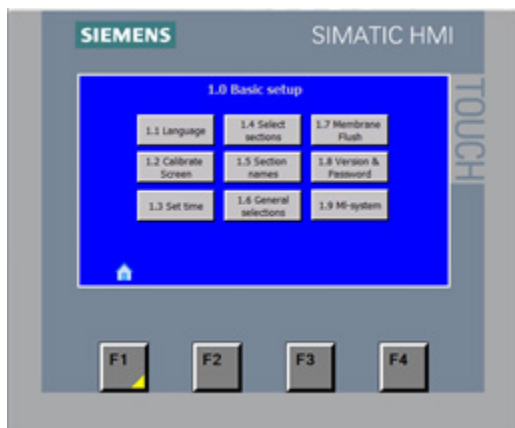 SIEMENS
SIMATIC HMI
TOUCH
1.0 Basic setup
1.1 Language
1.4 Select
sections
1.7 Membrane
Flush
1.2 Calibrate
Screen
1.5 Section
names
1.8 Version &
Password
1.3 Set time
1.6 General
selections
1.9 MI-system
F1
F2
F3
F4